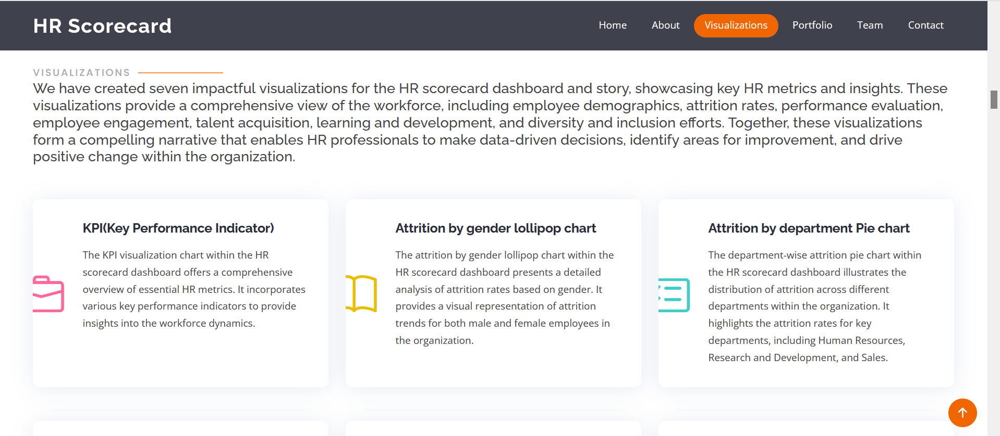 HR Scorecard
Home About Visualizations Portfolio Team Contact
VISUALIZATIONS
We have created seven impactful visualizations for the HR scorecard dashboard and story, showcasing key HR metrics and insights. These
visualizations provide a comprehensive view of the workforce, including employee demographics, attrition rates, performance evaluation,
employee engagement, talent acquisition, learning and development, and diversity and inclusion efforts. Together, these visualizations
form a compelling narrative that enables HR professionals to make data-driven decisions, identify areas for improvement, and drive
positive change within the organization.
KPI(Key Performance Indicator)
The KPI visualization chart within the HR
scorecard dashboard offers a comprehensive
overview of essential HR metrics. It incorporates
various key performance indicators to provide
insights into the workforce dynamics.
Attrition by gender lollipop chart
The attrition by gender lollipop chart within the
HR scorecard dashboard presents a detailed
analysis of attrition rates based on gender. It
provides a visual representation of attrition
trends for both male and female employees in
the organization.
Attrition by department Pie chart
The department-wise attrition pie chart within
the HR scorecard dashboard illustrates the
distribution of attrition across different
departments within the organization. It
highlights the attrition rates for key
departments, including Human Resources,
Research and Development, and Sales.